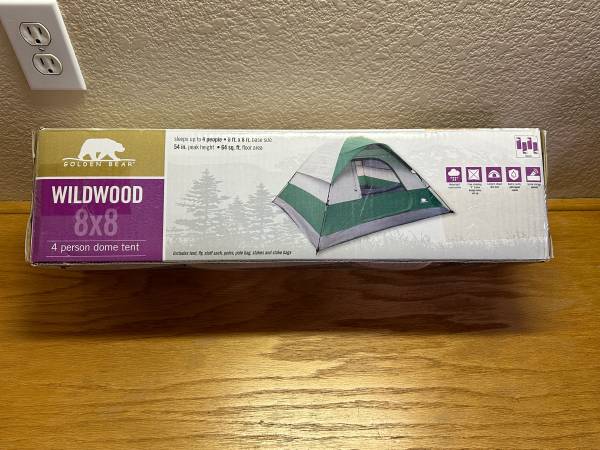 GOLDEN BEAR
WILDWOOD
8x8
4 person dome tent
sleeps up to 4 people • 8 ft. x 8 ft. base size
54 in. peak height • 64 sq. ft. floor area
Includes tent, fly, stuff sack, poles, pole bag, stakes and stake bags